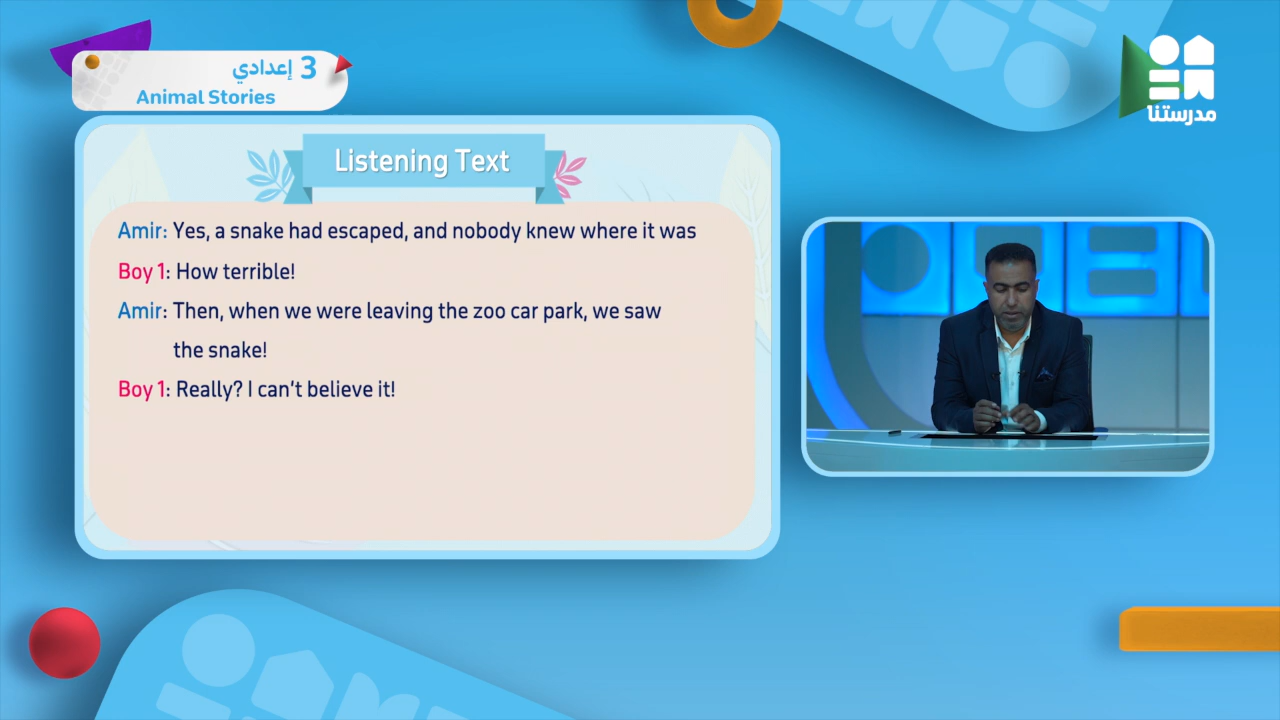 3 إعدادي
Animal Stories
مدرستنا
Listening Text
Amir: Yes, a snake had escaped, and nobody knew where it was
Boy 1: How terrible!
Amir: Then, when we were leaving the zoo car park, we saw
the snake!
Boy 1: Really? I can't believe it!